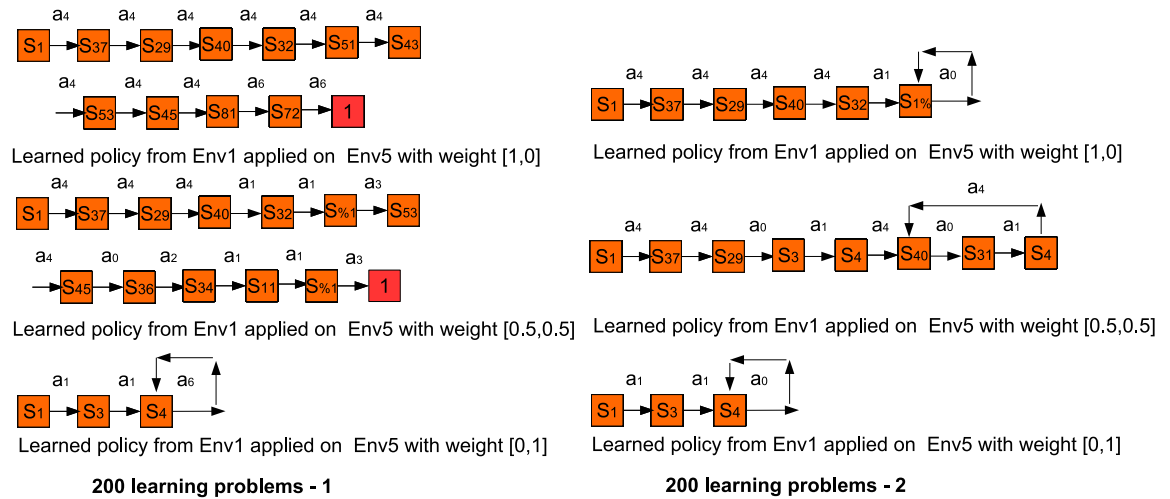 a4 a4 a4 a4 a4 a4
S1 S37 S29 S40 S32 S51 S43
a4 a4 a4 a6 a6
S53 S45 S81 S72 1
Learned policy from Env1 applied on Env5 with weight [1,0]
a4 a4 a4 a1 a1 a3
S1 S37 S29 S40 S32 S%1 S53
a4 a0 a2 a1 a1 a3
S45 S36 S34 S11 S%1 1
Learned policy from Env1 applied on Env5 with weight [0.5,0.5]
a1 a1 a6
S1 S3 S4
Learned policy from Env1 applied on Env5 with weight [0,1]
200 learning problems - 1
a4 a4 a4 a4 a1 a0
S1 S37 S29 S40 S32 S1%
Learned policy from Env1 applied on Env5 with weight [1,0]
a4
a4 a4 a0 a1 a4 a0 a1
S1 S37 S29 S3 S4 S40 S31 S4
Learned policy from Env1 applied on Env5 with weight [0.5,0.5]
a1 a1 a0
S1 S3 S4
Learned policy from Env1 applied on Env5 with weight [0,1]
200 learning problems - 2